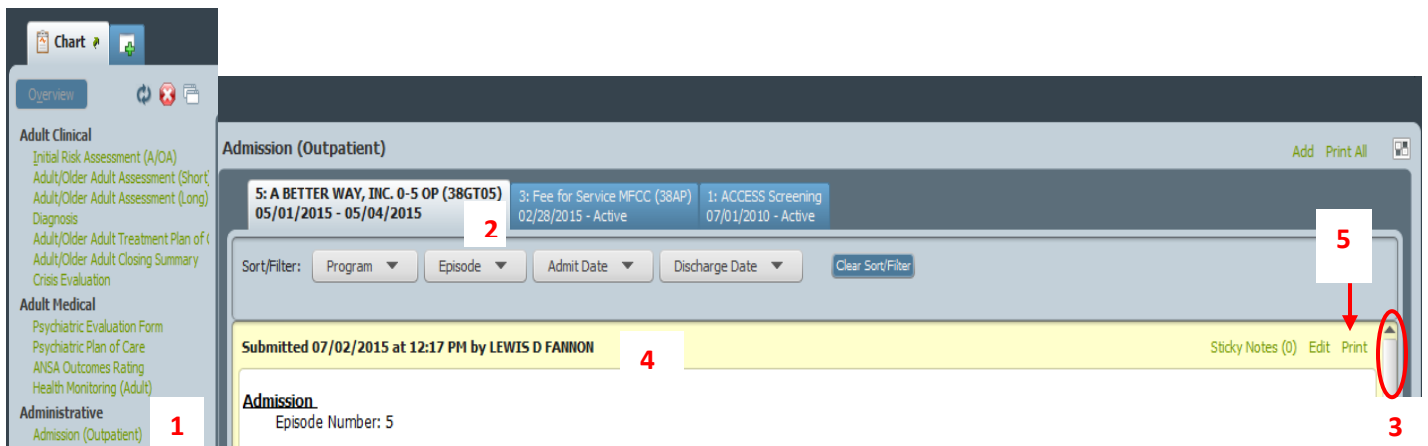 Chart
Overview
Adult Clinical
Initial Risk Assessment (A/OA)
Adult/Older Adult Assessment (Short)
Adult/Older Adult Assessment (Long)
Diagnosis
Adult/Older Adult Treatment Plan of (
Adult/Older Adult Closing Summary
Crisis Evaluation
Adult Medical
Psychiatric Evaluation Form
Psychiatric Plan of Care
ANSA Outcomes Rating
Health Monitoring (Adult)
Administrative
Admission (Outpatient)
1
Admission (Outpatient)
Add Print All
5: A BETTER WAY, INC. 0-5 OP (38GT05)
05/01/2015 - 05/04/2015
3: Fee for Service MFCC (38AP)
02/28/2015 - Active
1: ACCESS Screening
07/01/2010 - Active
2
5
Sort/Filter: Program Episode Admit Date Discharge Date Clear Sort/Filter
Submitted 07/02/2015 at 12:17 PM by LEWIS D FANNON
4
Sticky Notes (0) Edit Print
Admission
Episode Number: 5
3